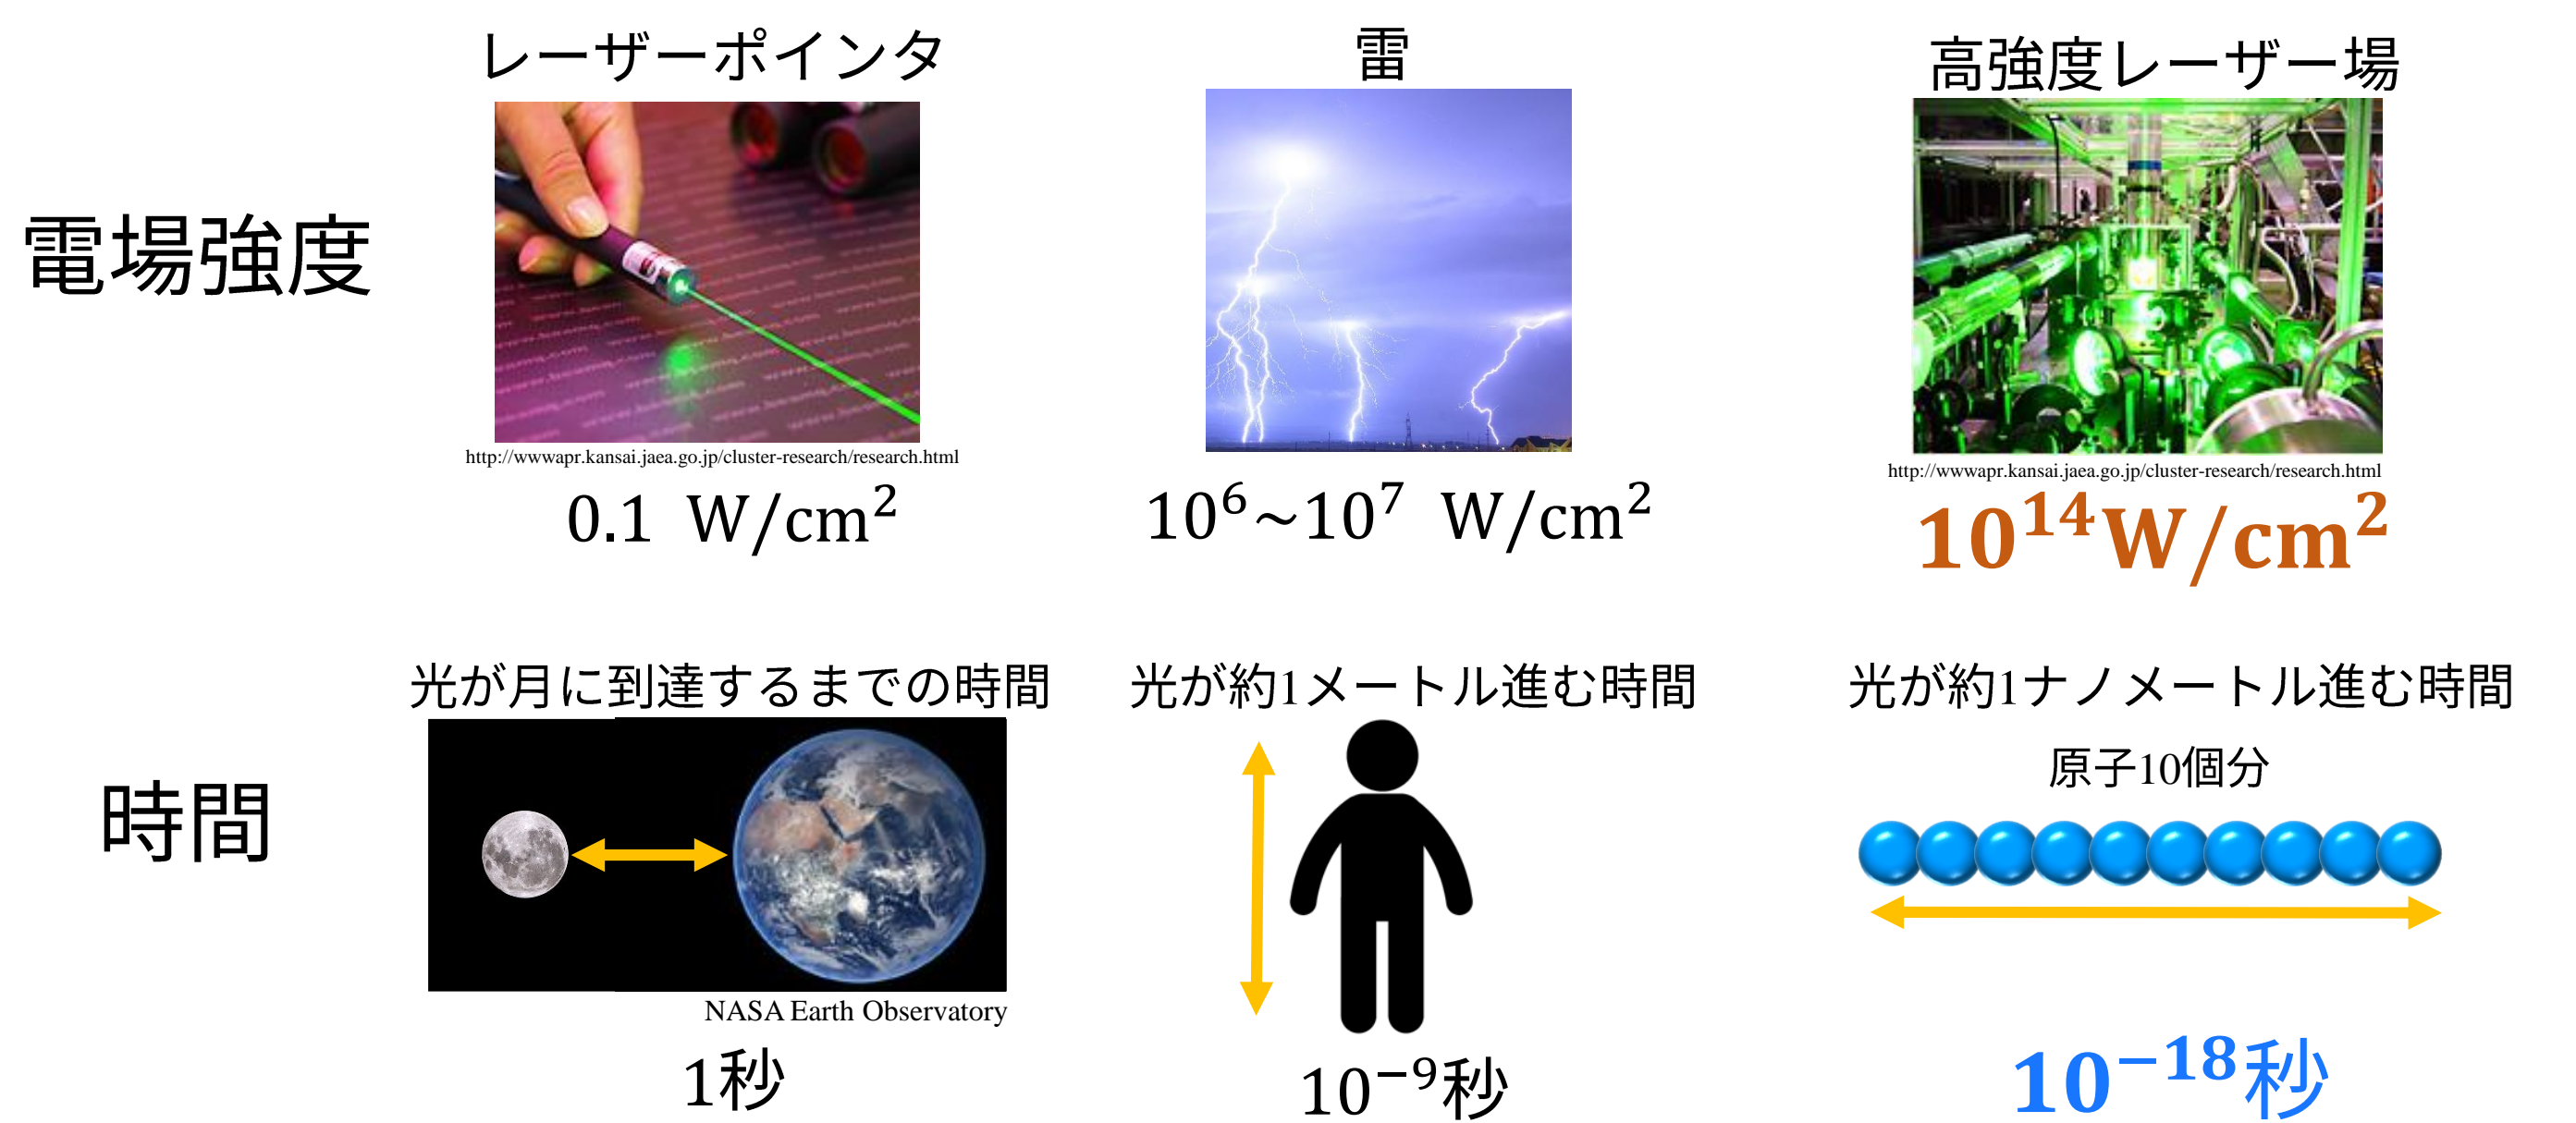 レーザーポインタ
雷
高強度レーザー場
電場強度
http://wwwapr.kansai.jaea.go.jp/cluster-research/research.html
http://wwwapr.kansai.jaea.go.jp/cluster-research/research.html
0.1 W/cm²
10⁶~10⁷ W/cm²
10¹⁴W/cm²
光が月に到達するまでの時間
光が約1メートル進む時間
光が約1ナノメートル進む時間
原子10個分
時間
NASA Earth Observatory
1秒
10⁻⁹秒
10⁻¹⁸秒